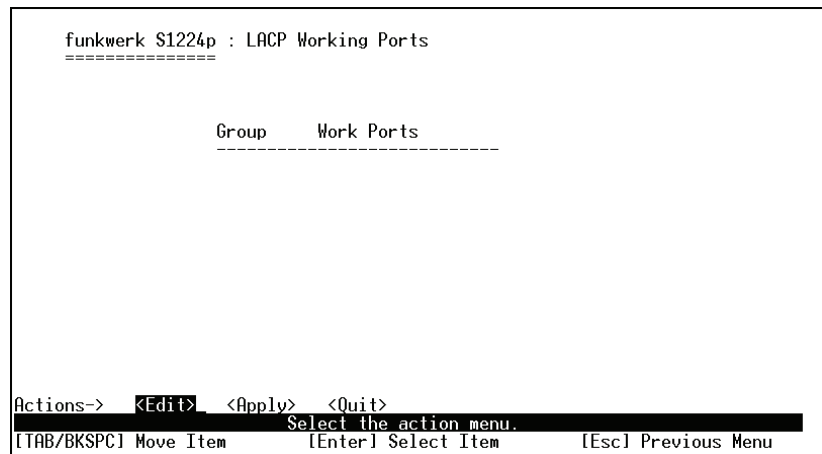 funkwerk S1224p : LACP Working Ports
===============
Group Work Ports
----------------------------
Actions-> <Edit>_ <Apply> <Quit>
Select the action menu.
[TAB/BKSPC] Move Item [Enter] Select Item [Esc] Previous Menu